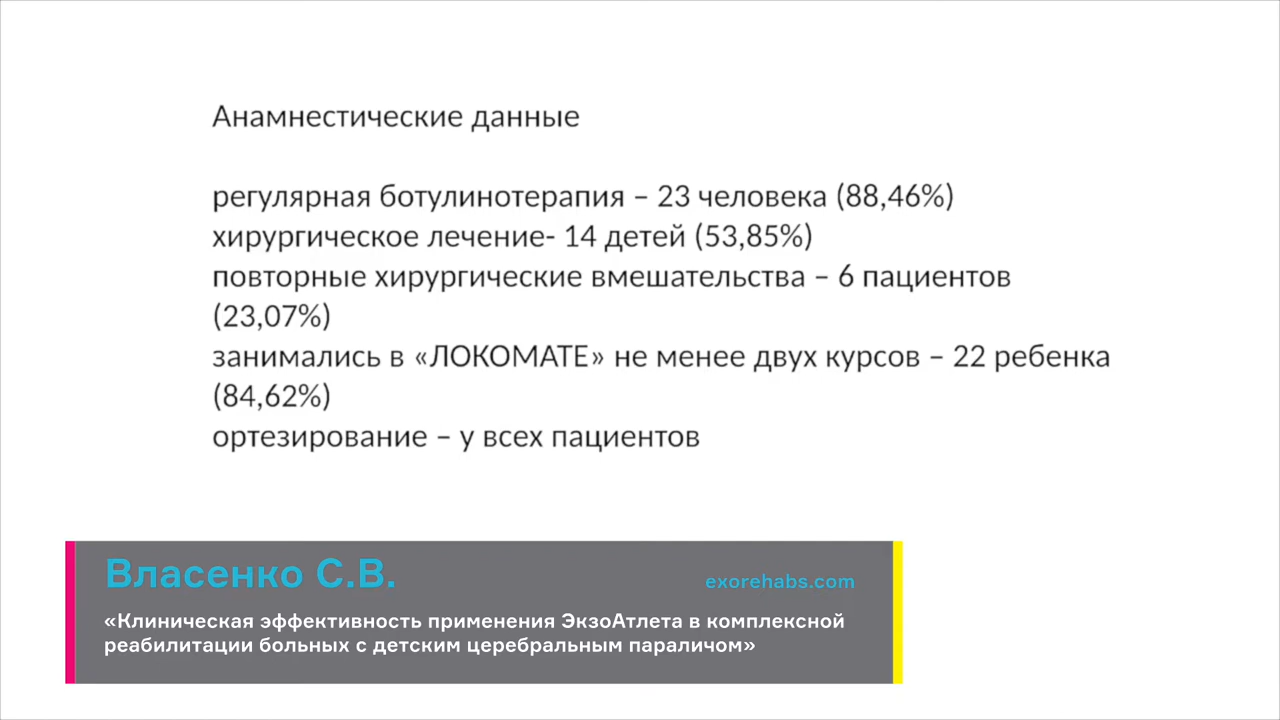 Анамнестические данные
регулярная ботулинотерапия – 23 человека (88,46%)
хирургическое лечение- 14 детей (53,85%)
повторные хирургические вмешательства – 6 пациентов
(23,07%)
занимались в «ЛОКОМАТЕ» не менее двух курсов – 22 ребенка
(84,62%)
ортезирование – у всех пациентов
Власенко С.В.
exorehabs.com
«Клиническая эффективность применения ЭкзоАтлета в комплексной
реабилитации больных с детским церебральным параличом»